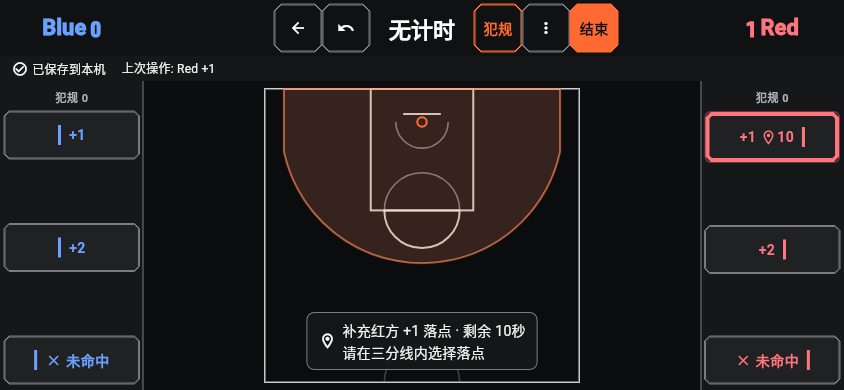 Blue 0
无计时
犯规
结束
1 Red
已保存到本机 上次操作: Red +1
犯规 0
犯规 0
+1
+1 10
+2
+2
补充红方 +1 落点 · 剩余 10秒
请在三分线内选择落点
× 未命中
× 未命中